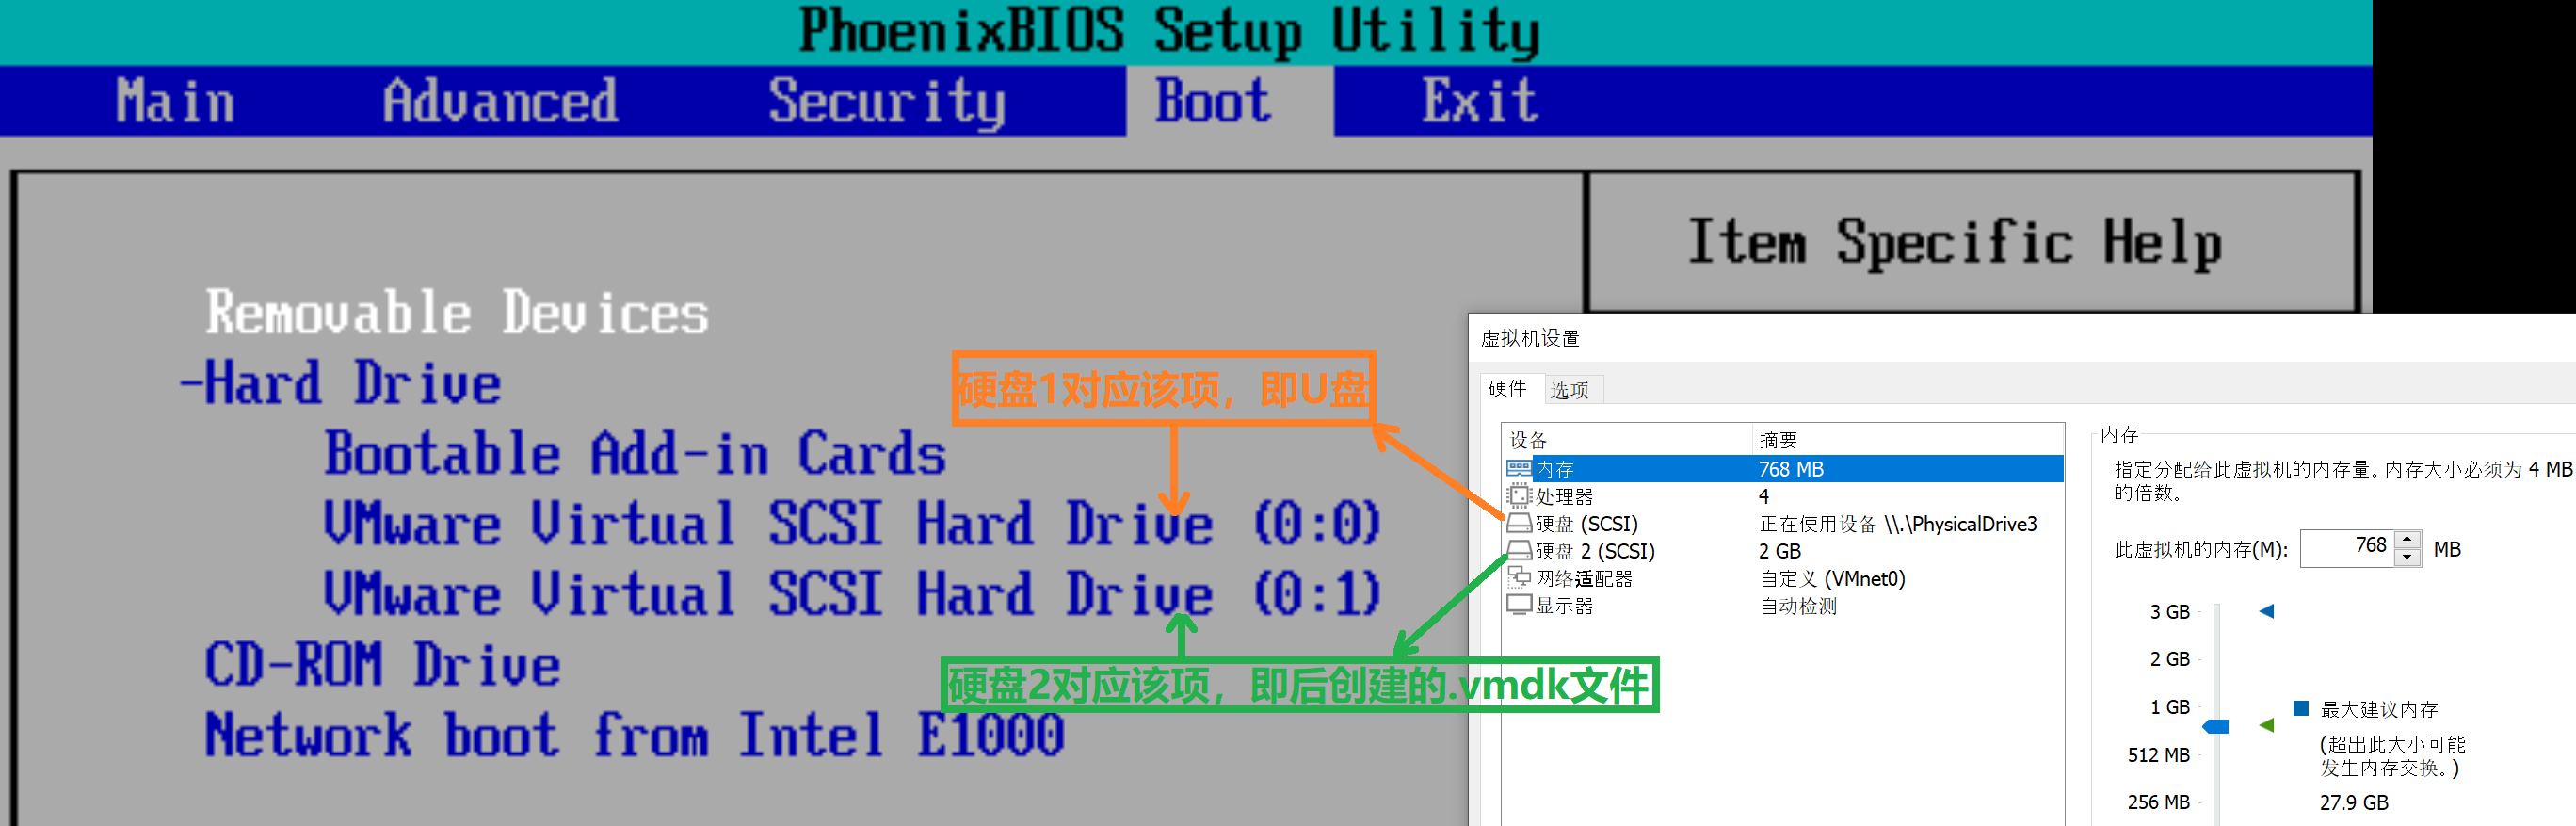 PhoenixBIOS Setup Utility
Main Advanced Security Boot Exit
Item Specific Help
Removable Devices
-Hard Drive
Bootable Add-in Cards
VMware Virtual SCSI Hard Drive (0:0)
VMware Virtual SCSI Hard Drive (0:1)
CD-ROM Drive
Network boot from Intel E1000
硬盘1对应该项，即U盘
硬盘2对应该项，即后创建的.vmdk文件
虚拟机设置
硬件 选项
设备 摘要
内存 768 MB
处理器 4
硬盘 (SCSI) 正在使用设备 \\.\PhysicalDrive3
硬盘 2 (SCSI) 2 GB
网络适配器 自定义 (VMnet0)
显示器 自动检测
内存
指定分配给此虚拟机的内存量。内存大小必须为 4 MB
的倍数。
此虚拟机的内存(M): 768 MB
3 GB
2 GB
1 GB
512 MB
256 MB
最大建议内存
(超出此大小可能
发生内存交换。)
27.9 GB